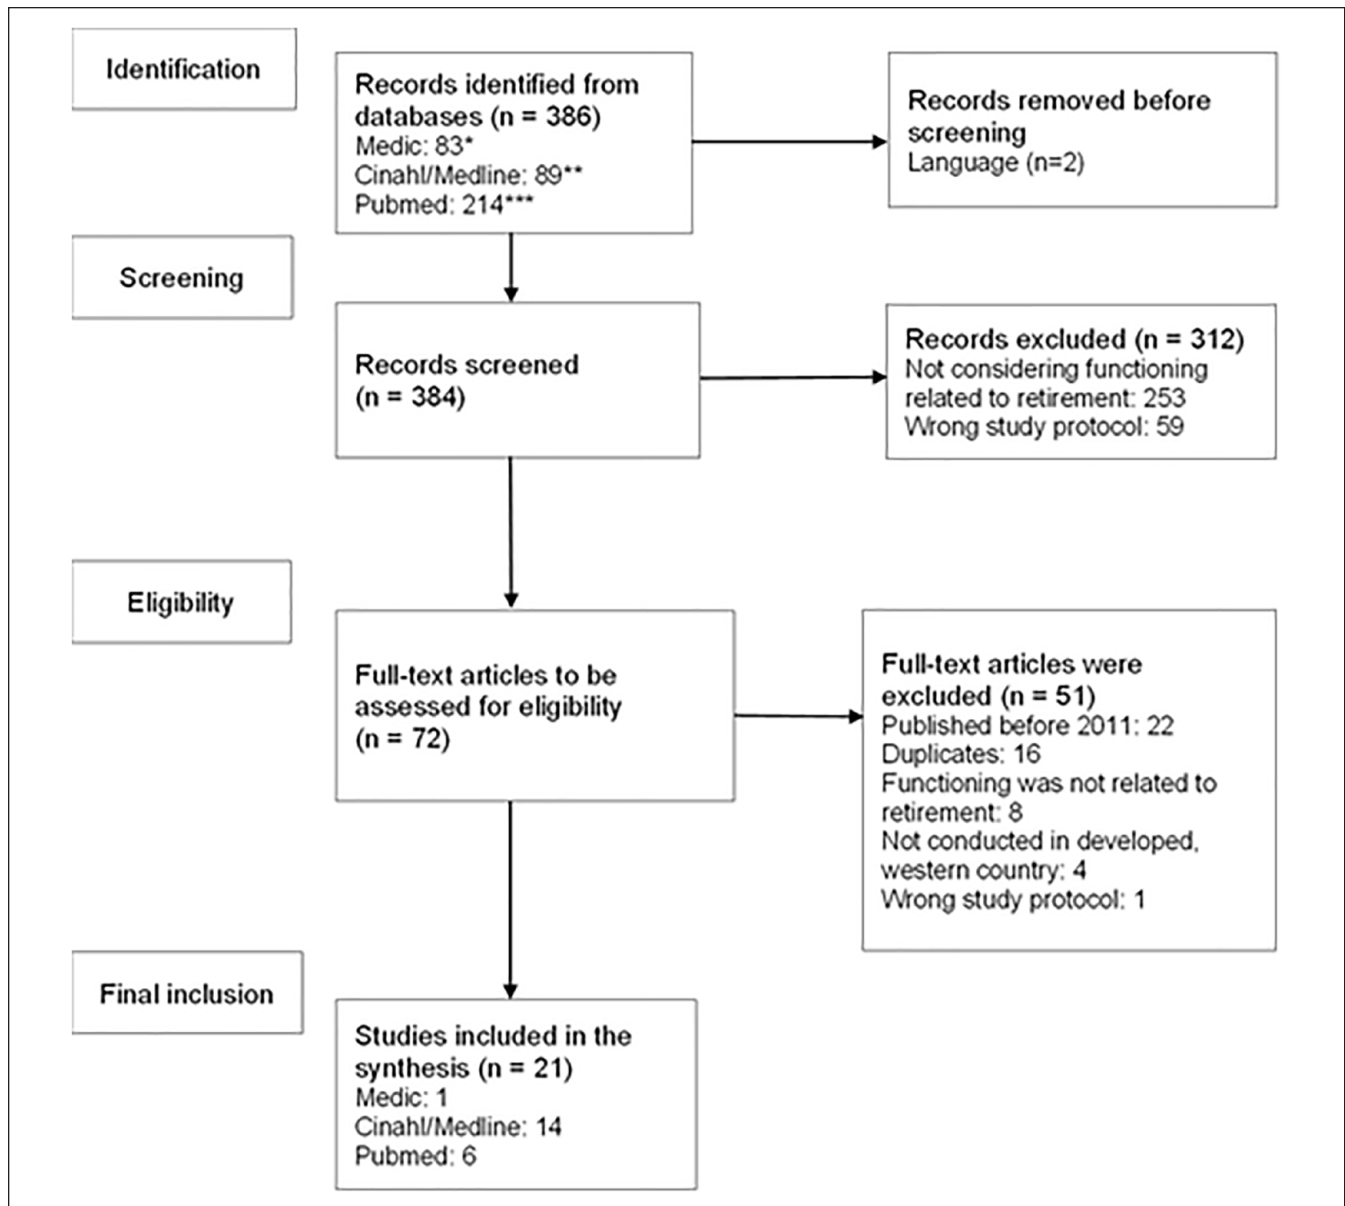 Identification
Records identified from
databases (n = 386)
Medic: 83*
Cinahl/Medline: 89**
Pubmed: 214***
Records removed before
screening
Language (n=2)
Screening
Records screened
(n = 384)
Records excluded (n = 312)
Not considering functioning
related to retirement: 253
Wrong study protocol: 59
Eligibility
Full-text articles to be
assessed for eligibility
(n = 72)
Full-text articles were
excluded (n = 51)
Published before 2011: 22
Duplicates: 16
Functioning was not related to
retirement: 8
Not conducted in developed,
western country: 4
Wrong study protocol: 1
Final inclusion
Studies included in the
synthesis (n = 21)
Medic: 1
Cinahl/Medline: 14
Pubmed: 6